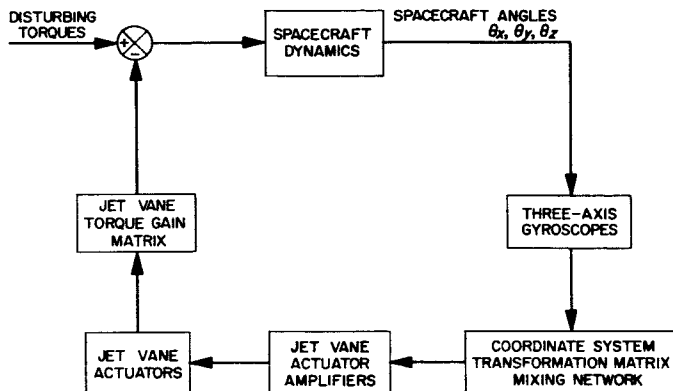 DISTURBING
TORQUES
+
-
SPACECRAFT
DYNAMICS
SPACECRAFT ANGLES
θx, θy, θz
JET VANE
TORQUE GAIN
MATRIX
THREE-AXIS
GYROSCOPES
JET VANE
ACTUATORS
JET VANE
ACTUATOR
AMPLIFIERS
COORDINATE SYSTEM
TRANSFORMATION MATRIX
MIXING NETWORK